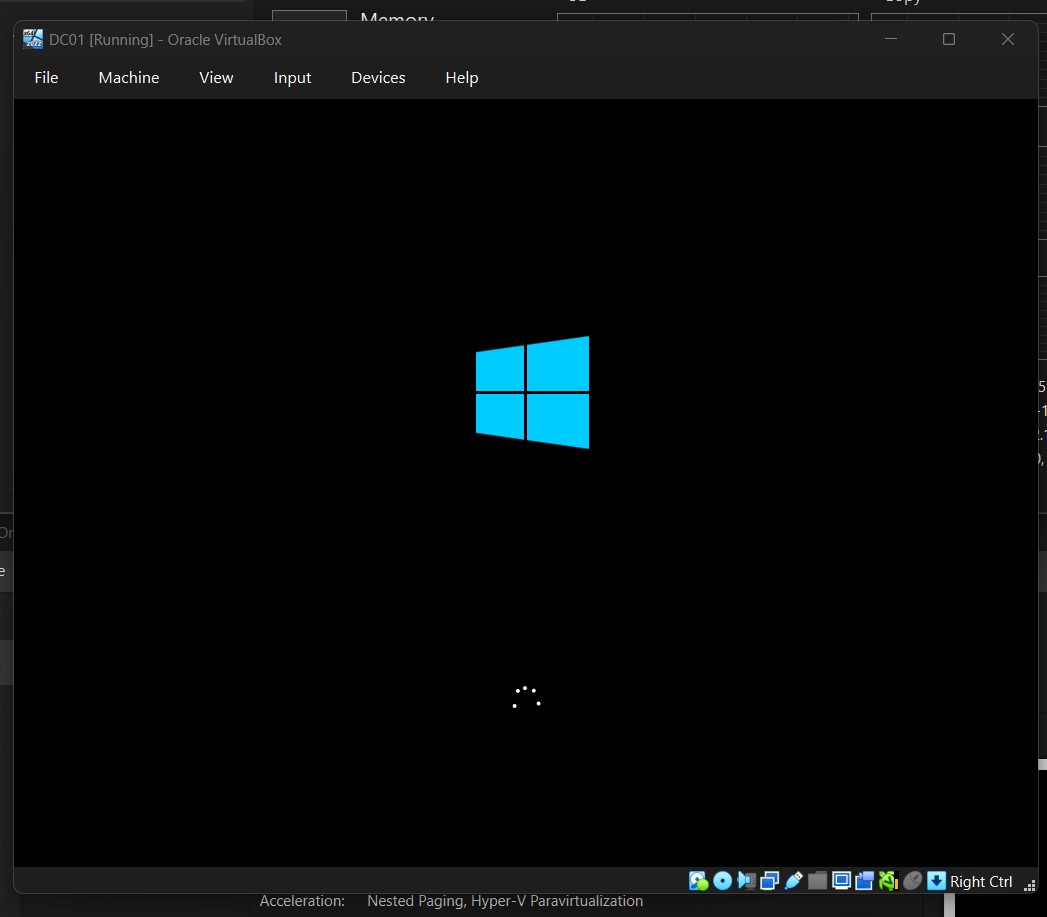 Memory
DC01 [Running] - Oracle VirtualBox
File Machine View Input Devices Help
Right Ctrl
Acceleration: Nested Paging, Hyper-V Paravirtualization